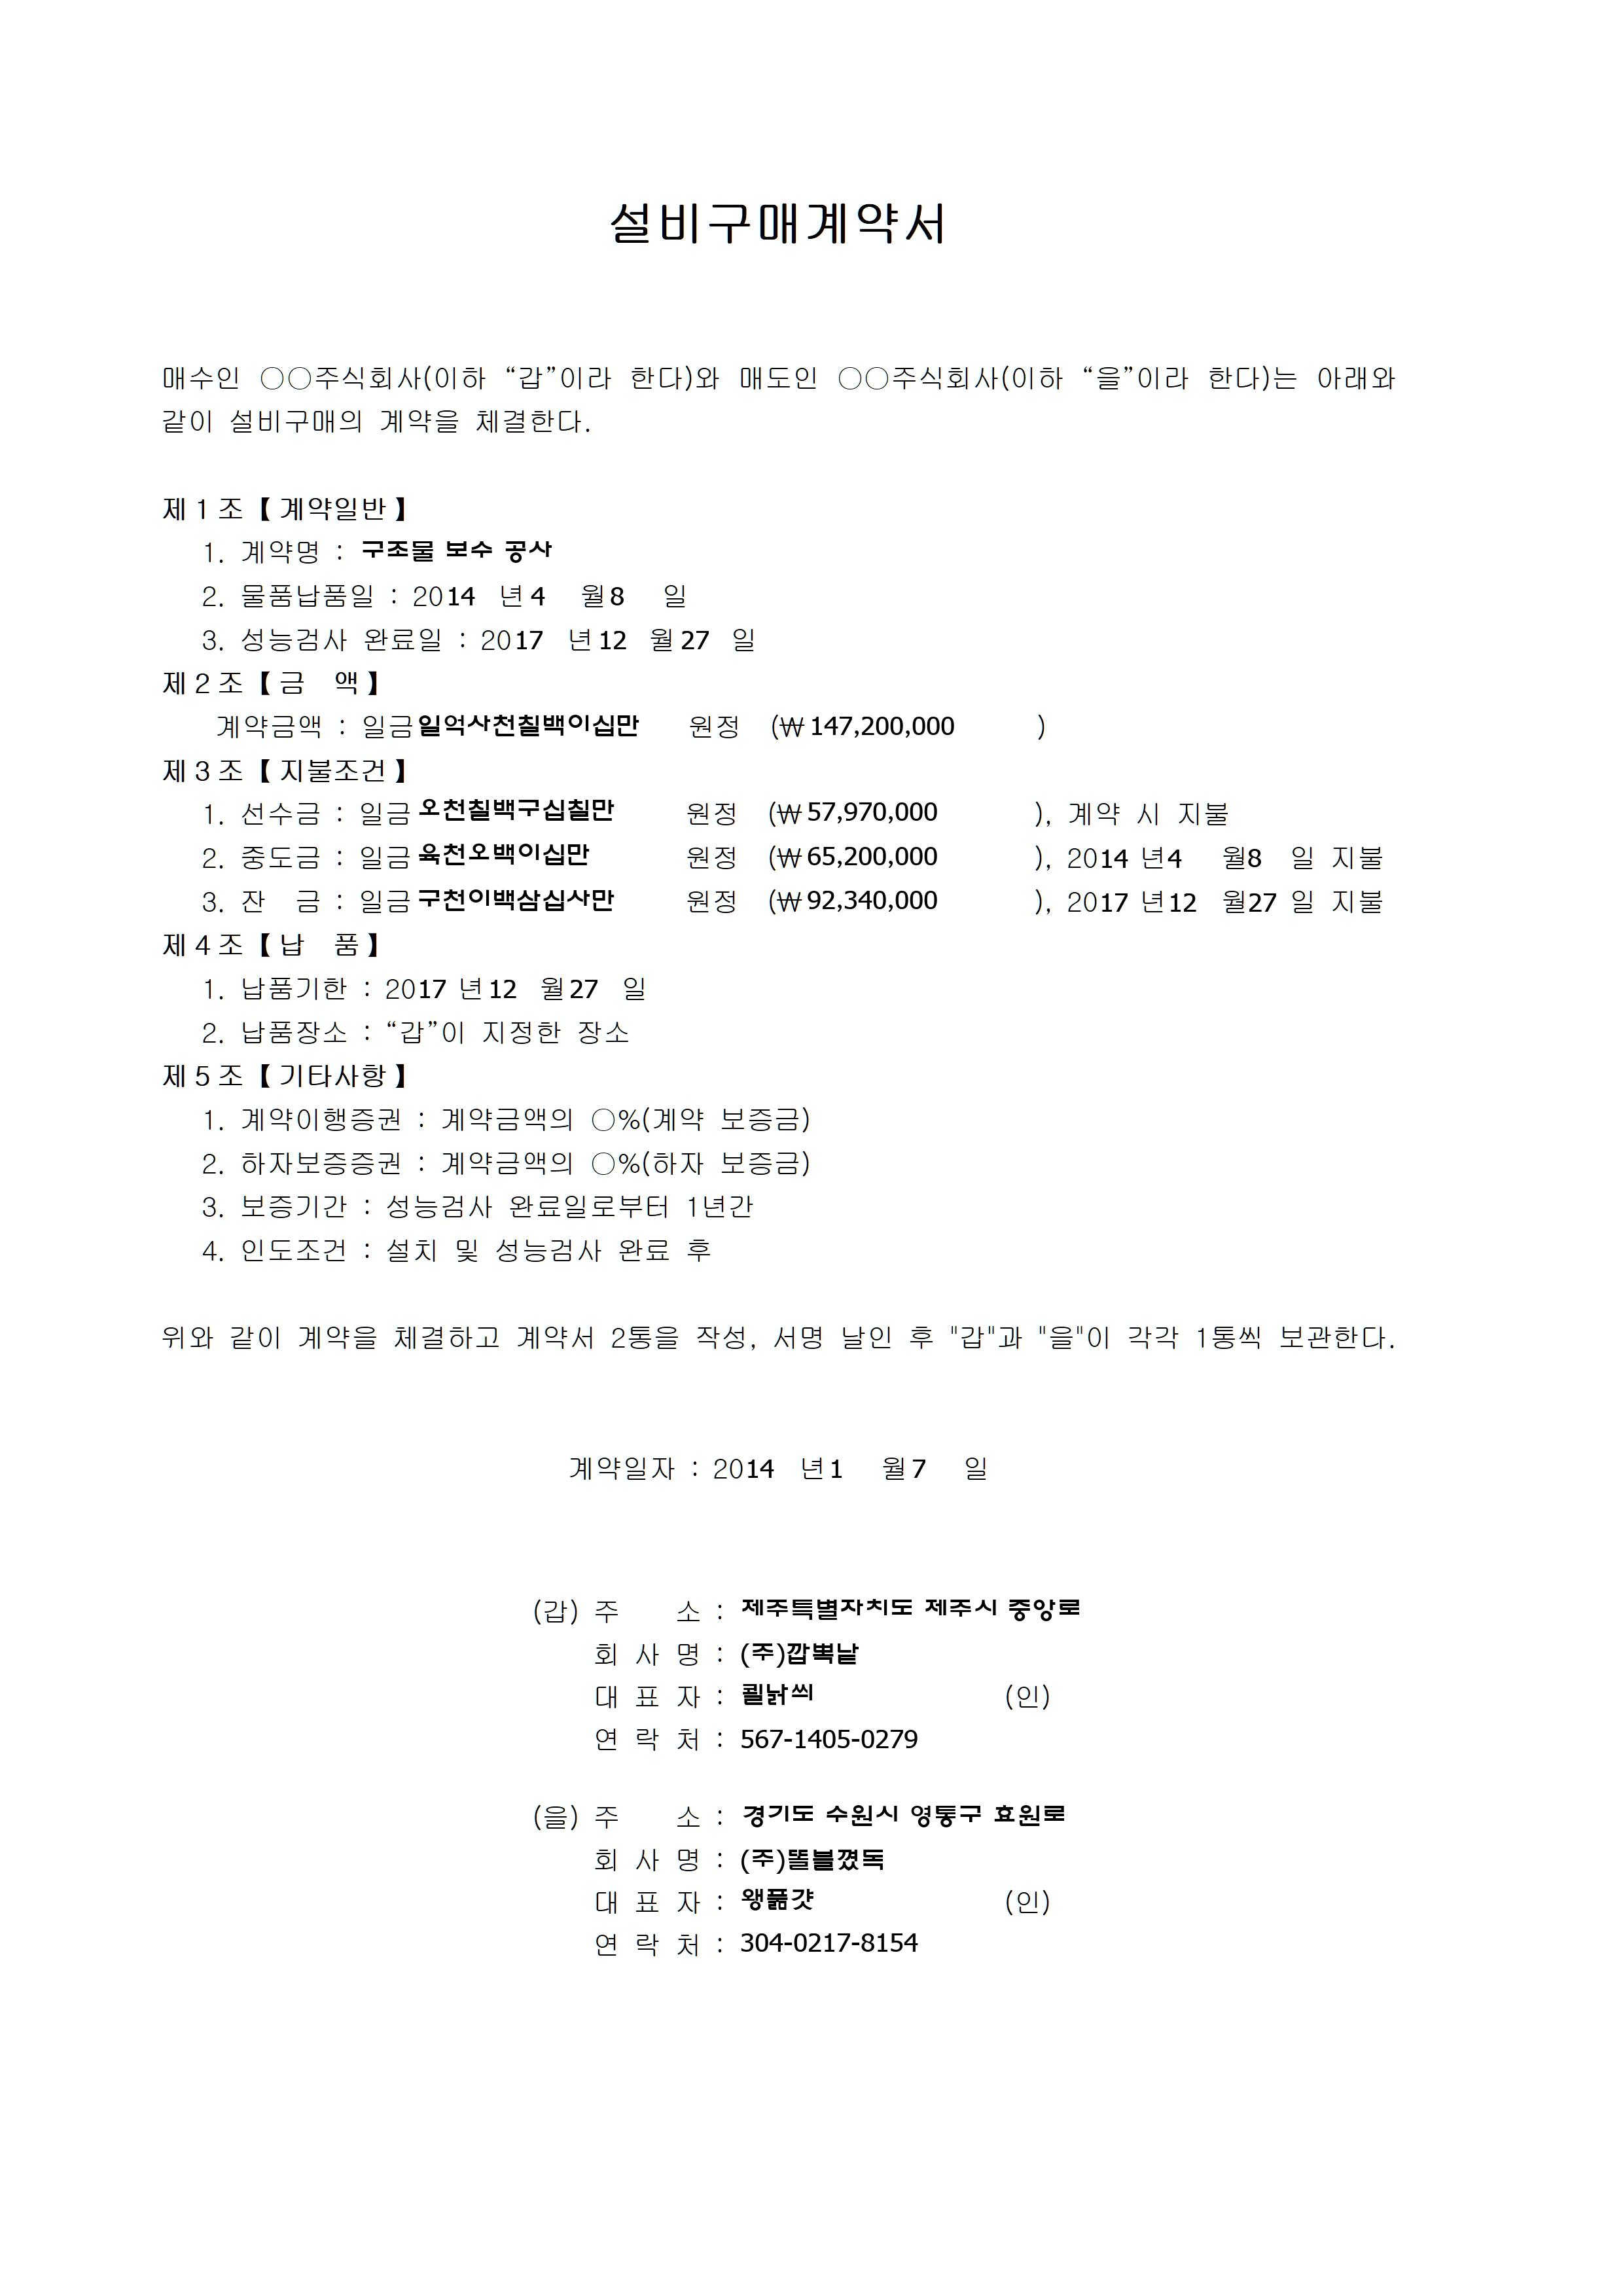 설비구매계약서
매수인 ○○주식회사(이하 “갑”이라 한다)와 매도인 ○○주식회사(이하 “을”이라 한다)는 아래와
같이 설비구매의 계약을 체결한다.
제 1 조 【 계약일반 】
1. 계약명 : 구조물 보수 공사
2. 물품납품일 : 2014 년 4 월 8 일
3. 성능검사 완료일 : 2017 년 12 월 27 일
제 2 조 【 금 액 】
계약금액 : 일금 일억사천칠백이십만 원정 (₩ 147,200,000 )
제 3 조 【 지불조건 】
1. 선수금 : 일금 오천칠백구십칠만 원정 (₩ 57,970,000 ), 계약 시 지불
2. 중도금 : 일금 육천오백이십만 원정 (₩ 65,200,000 ), 2014 년 4 월 8 일 지불
3. 잔 금 : 일금 구천이백삼십사만 원정 (₩ 92,340,000 ), 2017 년 12 월 27 일 지불
제 4 조 【 납 품 】
1. 납품기한 : 2017 년 12 월 27 일
2. 납품장소 : “갑”이 지정한 장소
제 5 조 【 기타사항 】
1. 계약이행증권 : 계약금액의 ○%(계약 보증금)
2. 하자보증증권 : 계약금액의 ○%(하자 보증금)
3. 보증기간 : 성능검사 완료일로부터 1년간
4. 인도조건 : 설치 및 성능검사 완료 후
위와 같이 계약을 체결하고 계약서 2통을 작성, 서명 날인 후 "갑"과 "을"이 각각 1통씩 보관한다.
계약일자 : 2014 년 1 월 7 일
(갑) 주 소 : 제주특별자치도 제주시 중앙로
회 사 명 : (주)깝뽁낱
대 표 자 : (인)
연 락 처 : 567-1405-0279
(을) 주 소 : 경기도 수원시 영통구 효원로
회 사 명 : (주)똘블꼈독
대 표 자 : 왱풂걋 (인)
연 락 처 : 304-0217-8154